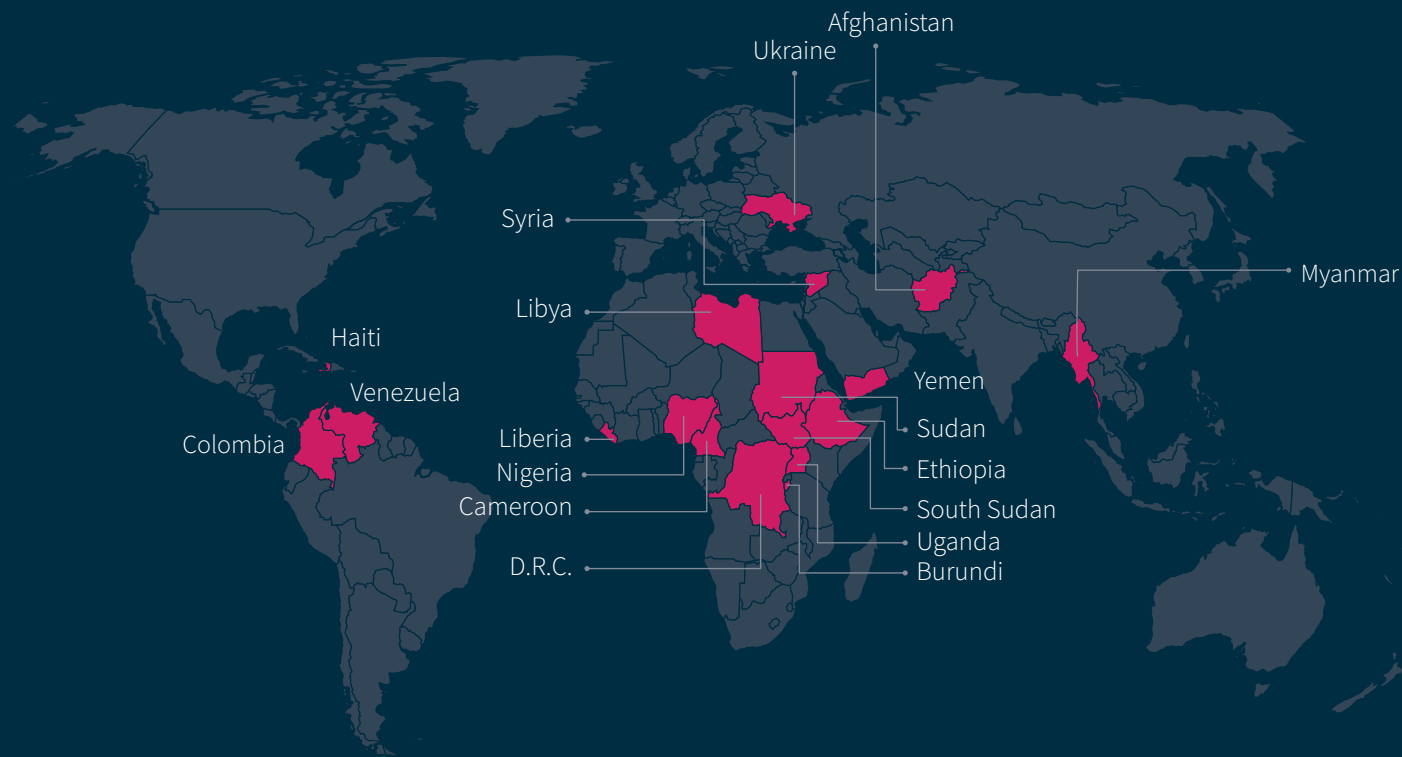 Afghanistan
Ukraine
Syria
Myanmar
Libya
Haiti
Yemen
Venezuela
Sudan
Colombia
Liberia
Ethiopia
Nigeria
Cameroon
South Sudan
Uganda
D.R.C.
Burundi